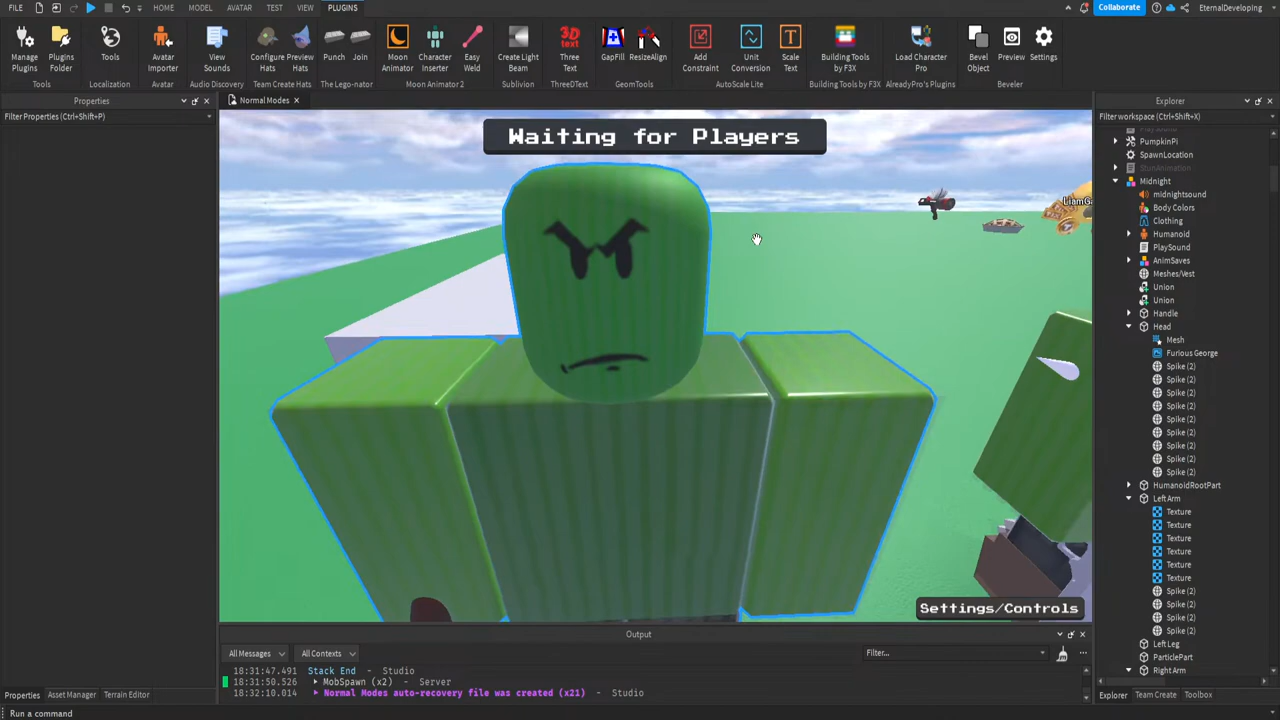 FILE
HOME MODEL AVATAR TEST VIEW PLUGINS
Collaborate
EternalDeveloping
Manage Plugins
Plugins Folder
Tools
Avatar Importer
View Sounds
Configure Hats
Preview Hats
Punch
Join
Moon Animator
Character Inserter
Easy Weld
Create Light Beam
Three Text
GapFill
ResizeAlign
Add Constraint
Unit Conversion
Scale Text
Building Tools by F3X
Load Character Pro
Bevel Object
Preview
Settings
Tools
Localization
Avatar
Audio Discovery
Team Create Hats
The Lego-nator
Moon Animator 2
Sublivion
ThreeDText
GeomTools
AutoScale Lite
Building Tools by F3X
AlreadyPro's Plugins
Beveler
3D
text
Properties
Filter Properties (Ctrl+Shift+P)
Normal Modes
Waiting for Players
LiamGa
Settings/Controls
Explorer
Filter workspace (Ctrl+Shift+X)
PumpkinPi
SpawnLocation
StunAnimation
Midnight
midnightsound
Body Colors
Clothing
Humanoid
PlaySound
AnimSaves
Meshes/Vest
Union
Union
Handle
Head
Mesh
Furious George
Spike (2)
Spike (2)
Spike (2)
Spike (2)
Spike (2)
Spike (2)
Spike (2)
Spike (2)
Spike (2)
HumanoidRootPart
Left Arm
Texture
Texture
Texture
Texture
Texture
Texture
Spike (2)
Spike (2)
Spike (2)
Spike (2)
Left Leg
ParticlePart
Right Arm
Output
All Messages
All Contexts
Filter...
18:31:47.491 Stack End - Studio
18:31:50.526 MobSpawn (x2) - Server
18:32:10.014 Normal Modes auto-recovery file was created (x21) - Studio
Properties Asset Manager Terrain Editor
Explorer Team Create Toolbox
Run a command